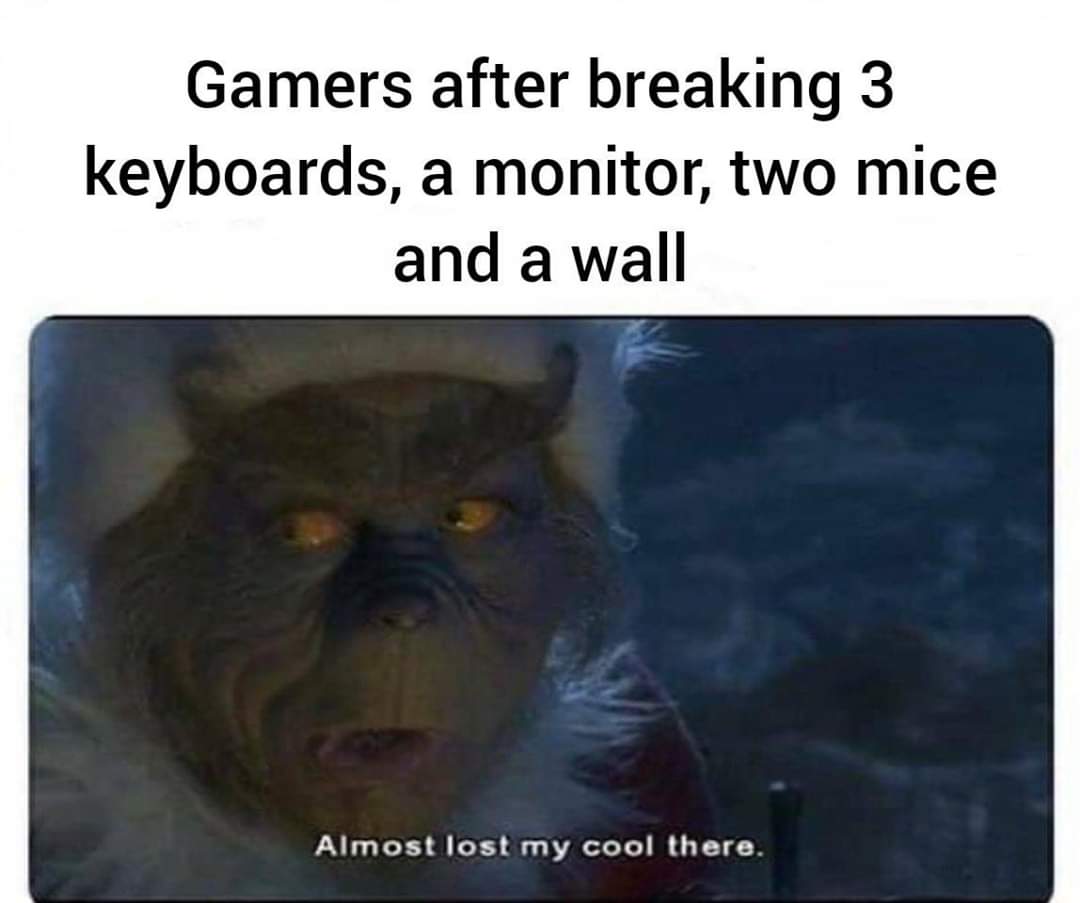 Gamers after breaking 3
keyboards, a monitor, two mice
and a wall
Almost lost my cool there.